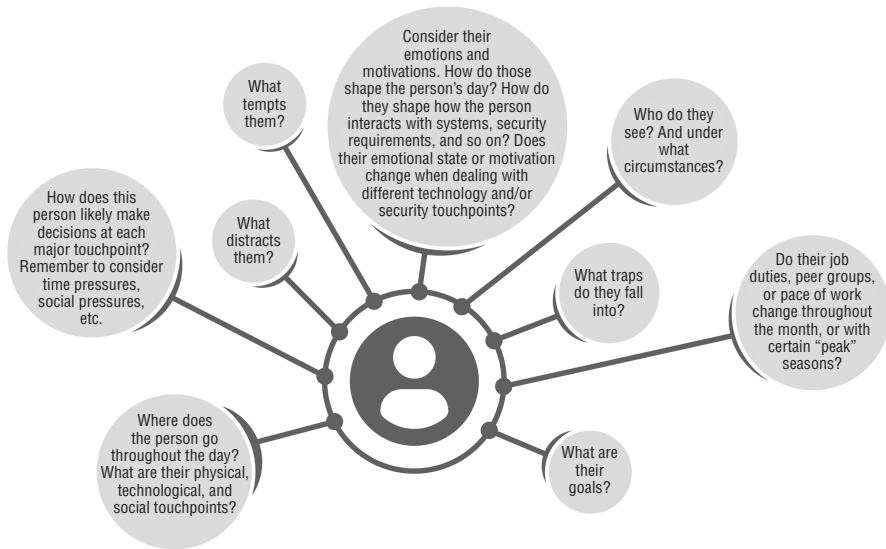 Consider their
emotions and
motivations. How do those
shape the person’s day? How do
they shape how the person
interacts with systems, security
requirements, and so on? Does
their emotional state or motivation
change when dealing with
different technology and/or
security touchpoints?
What
tempts
them?
Who do they
see? And under
what
circumstances?
How does this
person likely make
decisions at each
major touchpoint?
Remember to consider
time pressures,
social pressures,
etc.
What
distracts
them?
What traps
do they fall
into?
Do their job
duties, peer groups,
or pace of work
change throughout
the month, or with
certain “peak”
seasons?
Where does
the person go
throughout the day?
What are their physical,
technological, and
social touchpoints?
What are
their
goals?